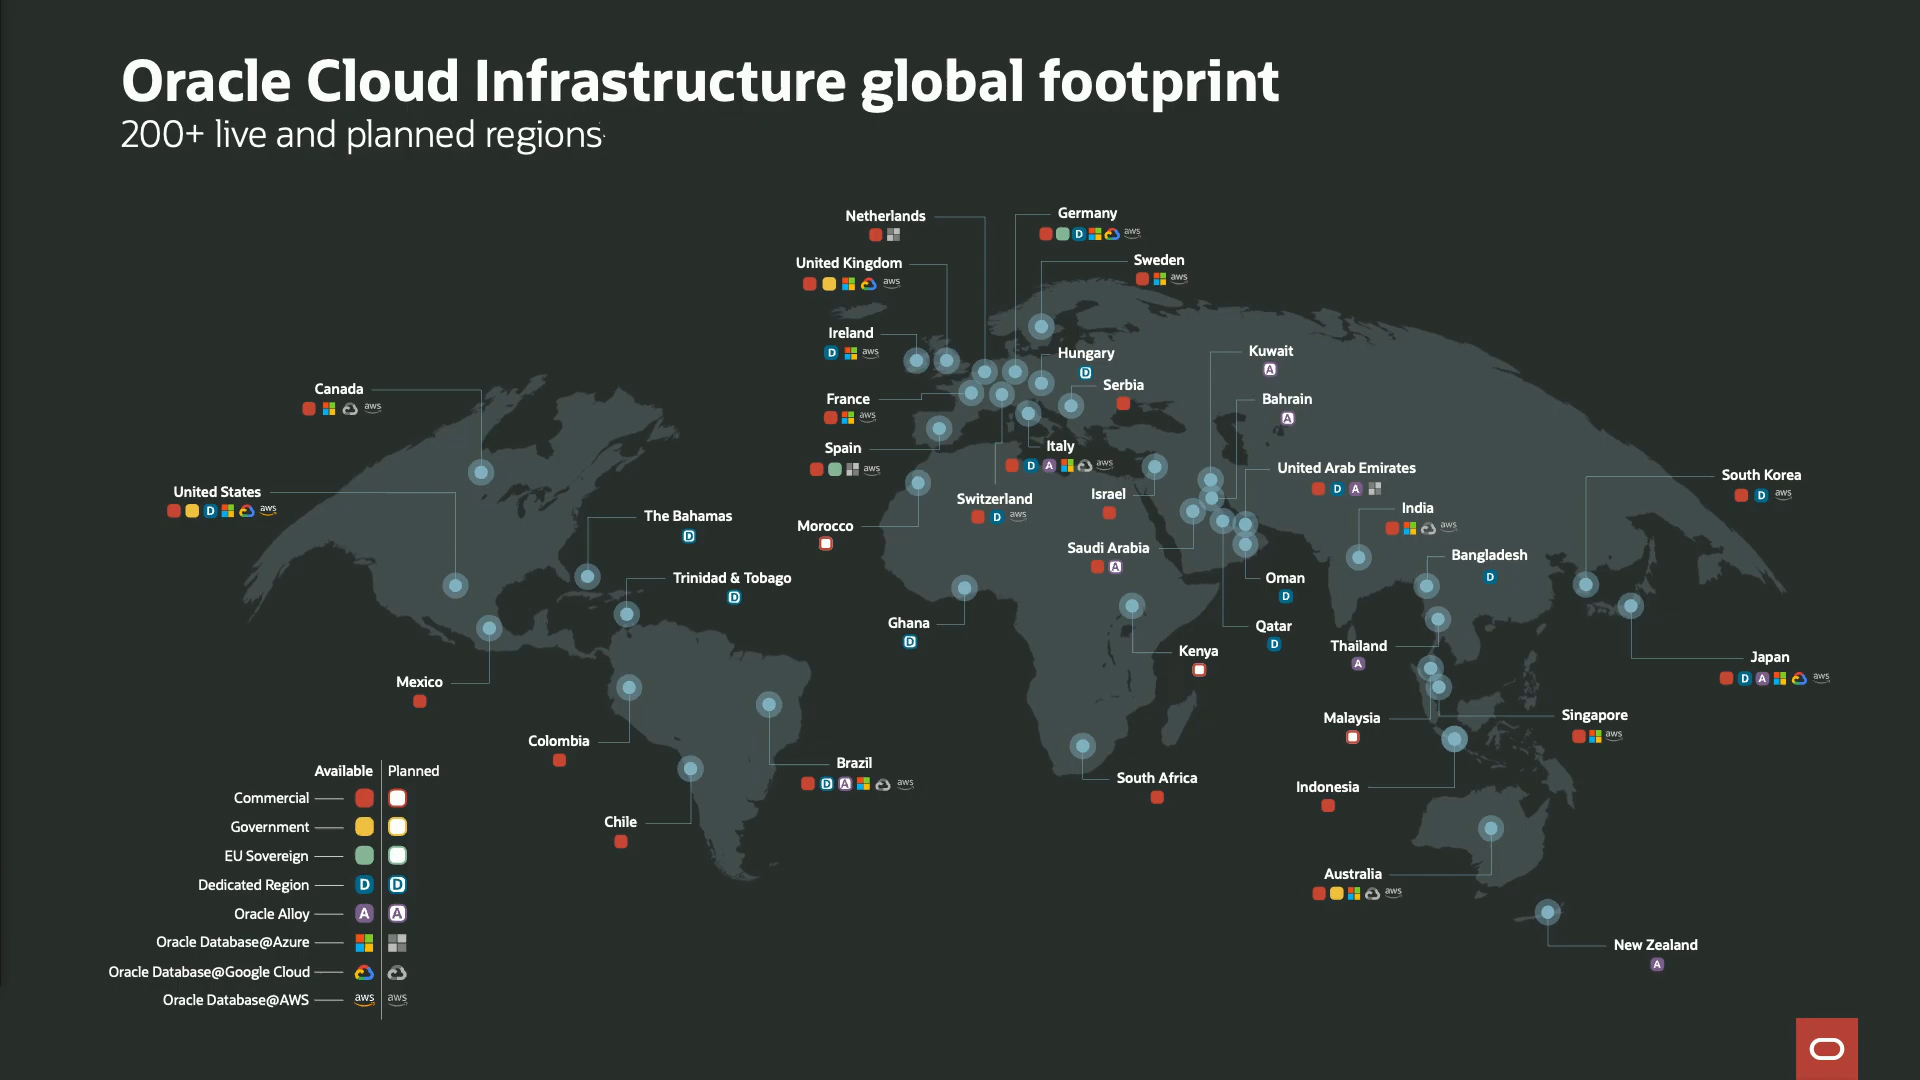 Oracle Cloud Infrastructure global footprint
200+ live and planned regions
Netherlands
Germany
D aws
United Kingdom
aws
Sweden
aws
Ireland
D aws
Hungary
D
Kuwait
A
Canada
aws
France
aws
Serbia
Bahrain
A
Spain
aws
Italy
D A aws
United Arab Emirates
D A
South Korea
D aws
United States
D aws
Switzerland
D aws
Israel
India
aws
The Bahamas
D
Morocco
Saudi Arabia
A
Bangladesh
D
Trinidad & Tobago
D
Oman
D
Ghana
D
Qatar
D
Kenya
Thailand
A
Japan
D A aws
Mexico
Malaysia
Singapore
aws
Colombia
Brazil
D A aws
South Africa
Indonesia
Chile
Australia
aws
New Zealand
A
Available Planned
Commercial
Government
EU Sovereign
Dedicated Region D D
Oracle Alloy A A
Oracle Database@Azure
Oracle Database@Google Cloud
Oracle Database@AWS aws aws